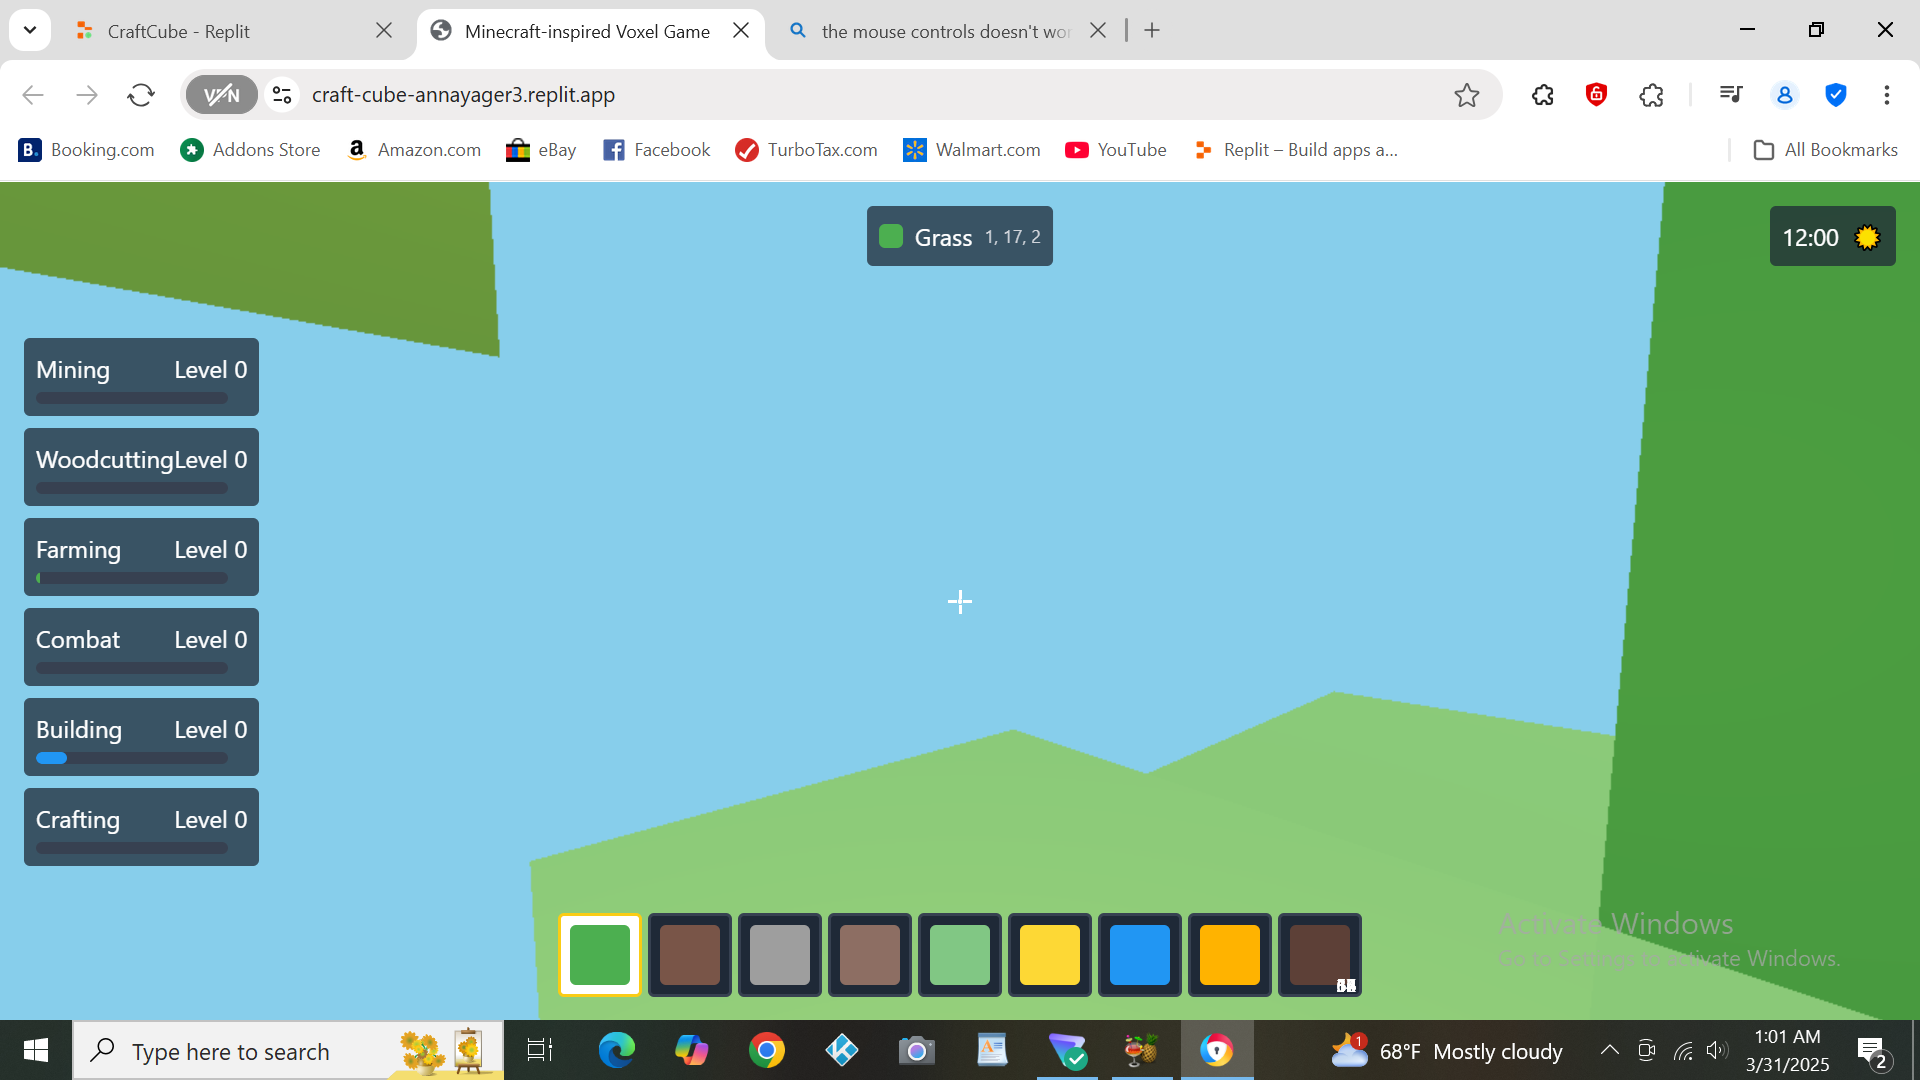 CraftCube - Replit
Minecraft-inspired Voxel Game
the mouse controls doesn't wor
VPN
craft-cube-annayager3.replit.app
B. Booking.com
Addons Store
a Amazon.com
eBay
Facebook
TurboTax.com
Walmart.com
YouTube
Replit – Build apps a...
All Bookmarks
Grass 1, 17, 2
12:00
Mining Level 0
Woodcutting Level 0
Farming Level 0
Combat Level 0
Building Level 0
Crafting Level 0
Activate Windows
Go to Settings to activate Windows.
Type here to search
1
68°F Mostly cloudy
1:01 AM
3/31/2025
2